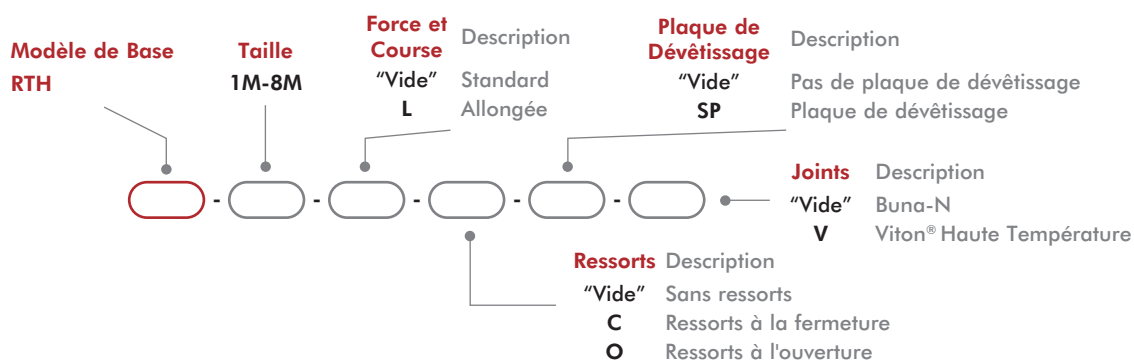 Modèle de Base
RTH
Taille
1M-8M
Force et
Course
Description
“Vide” Standard
L Allongée
Plaque de
Dévêtissage
Description
“Vide” Pas de plaque de dévêtissage
SP Plaque de dévêtissage
- - - - -
Joints Description
“Vide” Buna-N
V Viton® Haute Température
Ressorts Description
“Vide” Sans ressorts
C Ressorts à la fermeture
O Ressorts à l'ouverture